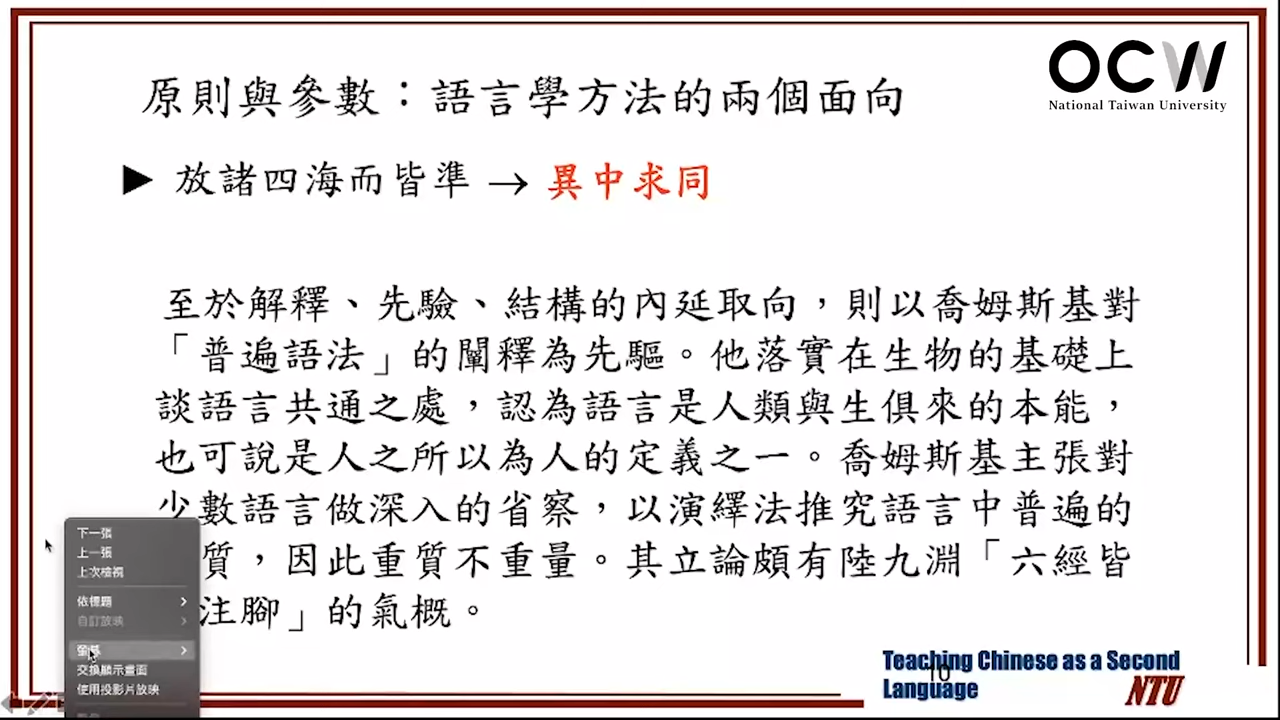 OCW
National Taiwan University
原則與參數：語言學方法的兩個面向
▶ 放諸四海而皆準 → 異中求同
至於解釋、先驗、結構的內延取向，則以喬姆斯基對
「普遍語法」的闡釋為先驅。他落實在生物的基礎上
談語言共通之處，認為語言是人類與生俱來的本能，
也可說是人之所以為人的定義之一。喬姆斯基主張對
少數語言做深入的省察，以演繹法推究語言中普遍的
質，因此重質不重量。其立論頗有陸九淵「六經皆
注腳」的氣概。
下一張
上一張
上次檢視
依標題
自訂放映
螢幕
交換顯示畫面
使用投影片放映
Teaching Chinese as a Second
Language
10
NTU